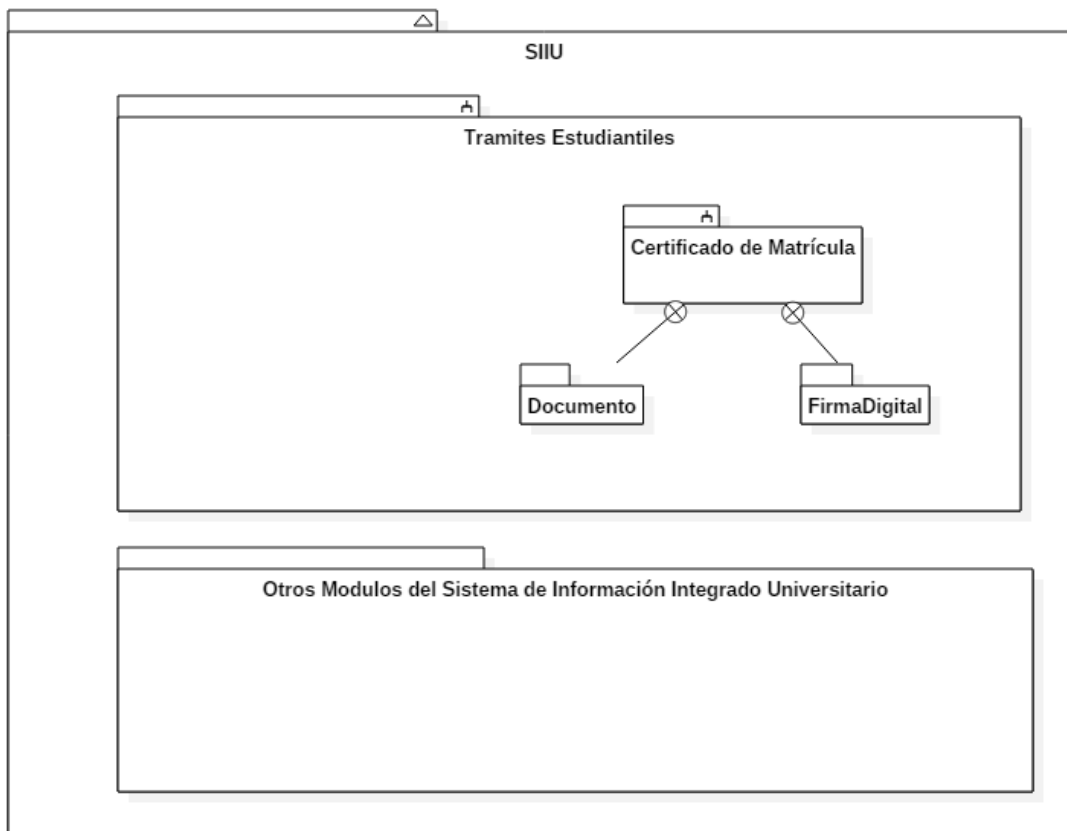 SIIU
Tramites Estudiantiles
Certificado de Matrícula
Documento
FirmaDigital
Otros Modulos del Sistema de Información Integrado Universitario